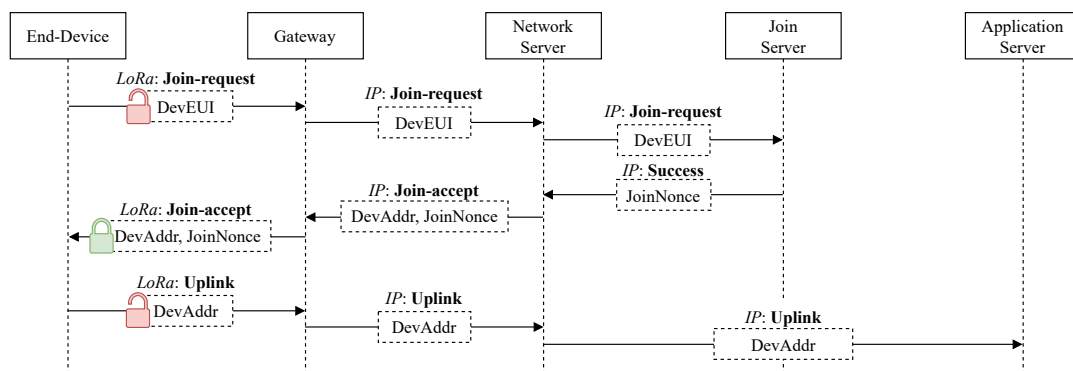 End-Device
Gateway
Network
Server
Join
Server
Application
Server
LoRa: Join-request
DevEUI
IP: Join-request
DevEUI
IP: Join-request
DevEUI
IP: Success
JoinNonce
IP: Join-accept
DevAddr, JoinNonce
LoRa: Join-accept
DevAddr, JoinNonce
LoRa: Uplink
DevAddr
IP: Uplink
DevAddr
IP: Uplink
DevAddr